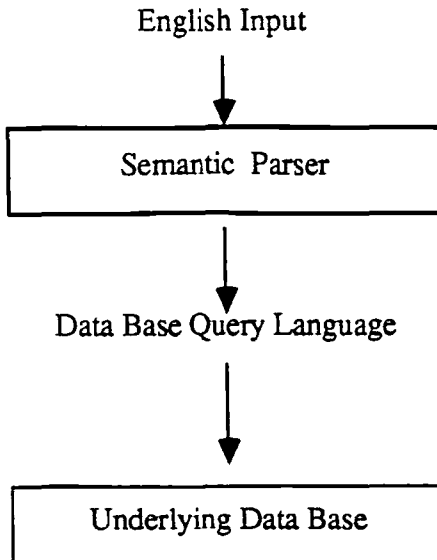 English Input
Semantic Parser
Data Base Query Language
Underlying Data Base